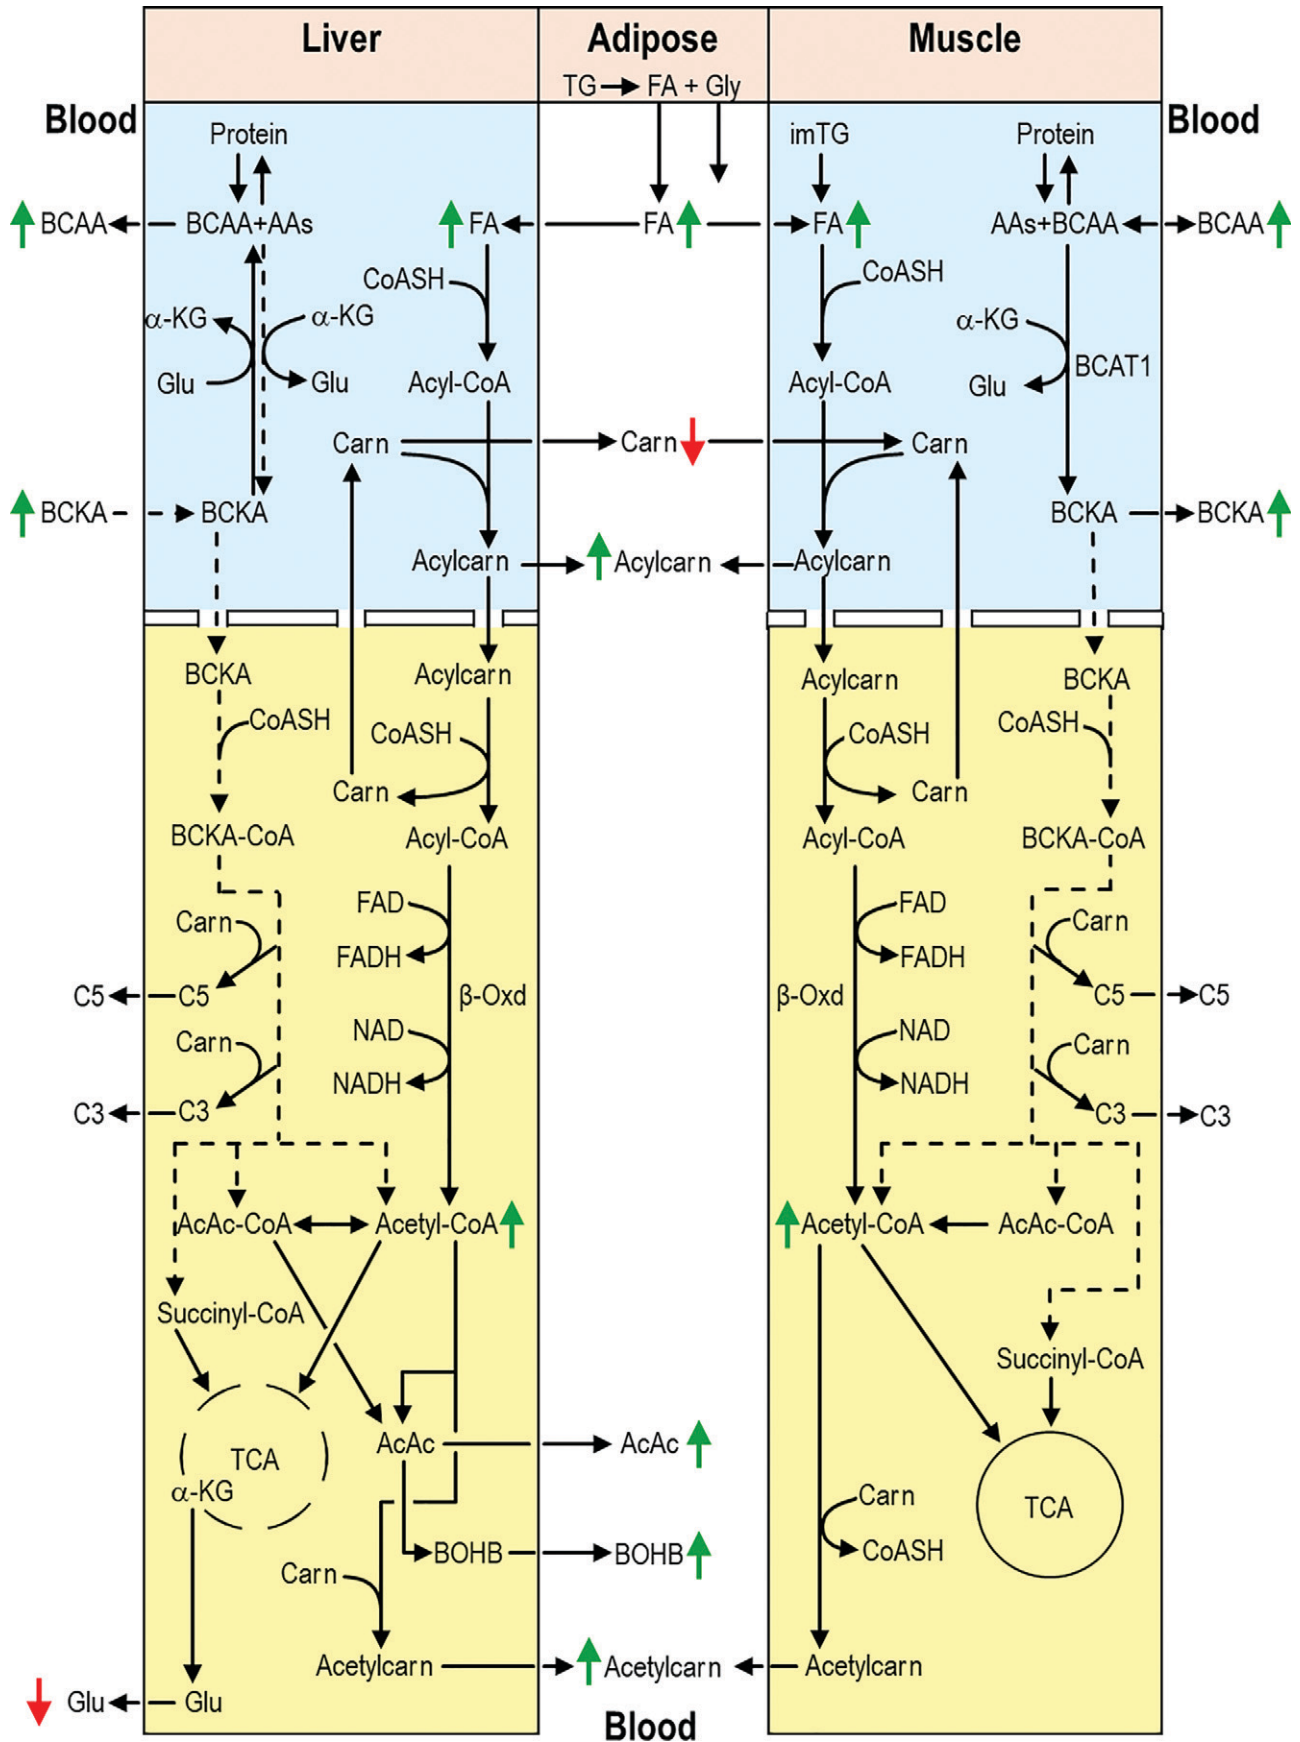 Liver
Adipose
Muscle
TG FA + Gly
Blood
Blood
Protein
imTG
Protein
BCAA
BCAA+AAs
FA
FA
FA
AAs+BCAA
BCAA
CoASH
CoASH
α-KG
α-KG
α-KG
Glu
Glu
Acyl-CoA
Acyl-CoA
Glu
BCAT1
Carn
Carn
Carn
BCKA
BCKA
BCKA
BCKA
Acylcarn
Acylcarn
Acylcarn
BCKA
Acylcarn
Acylcarn
BCKA
CoASH
CoASH
CoASH
CoASH
Carn
Carn
BCKA-CoA
Acyl-CoA
Acyl-CoA
BCKA-CoA
Carn
FAD
FAD
Carn
FADH
FADH
C5
C5
β-Oxd
β-Oxd
C5
C5
Carn
NAD
NAD
Carn
NADH
NADH
C3
C3
C3
C3
AcAc-CoA
Acetyl-CoA
Acetyl-CoA
AcAc-CoA
Succinyl-CoA
Succinyl-CoA
TCA
AcAc
AcAc
α-KG
Carn
TCA
BOHB
BOHB
CoASH
Carn
Acetylcarn
Acetylcarn
Acetylcarn
Glu
Glu
Blood